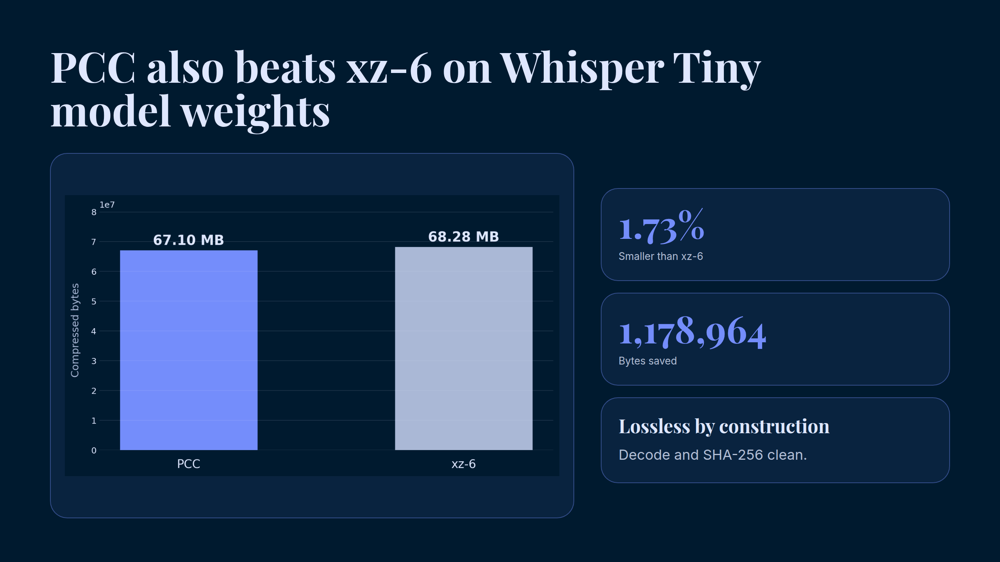 PCC also beats xz-6 on Whisper Tiny
model weights
1e7
8
7
6
5
4
3
2
1
0
Compressed bytes
67.10 MB
68.28 MB
PCC
xz-6
1.73%
Smaller than xz-6
1,178,964
Bytes saved
Lossless by construction
Decode and SHA-256 clean.